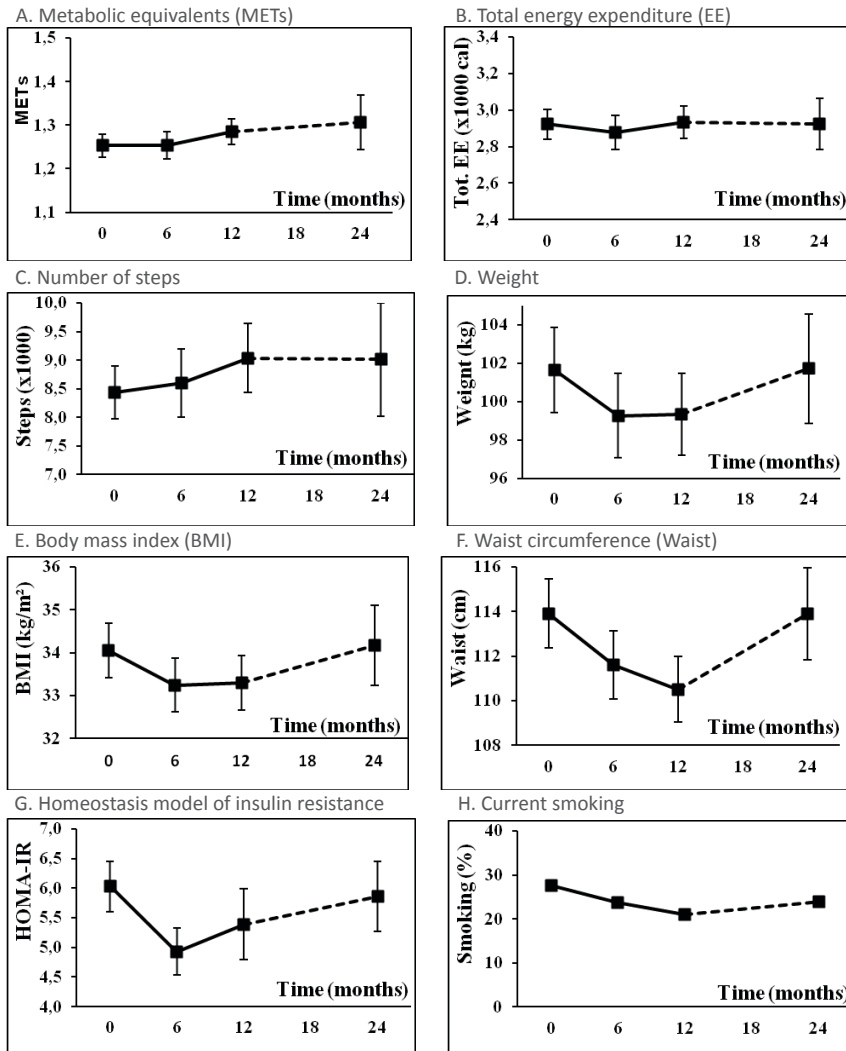 A. Metabolic equivalents (METs)
1,5
1,4
1,3
1,2
1,1
METs
Time (months)
0 6 12 18 24
B. Total energy expenditure (EE)
3,4
3,2
3,0
2,8
2,6
2,4
Tot. EE (x1000 cal)
Time (months)
0 6 12 18 24
C. Number of steps
10,0
9,5
9,0
8,5
8,0
7,5
7,0
Steps (x1000)
Time (months)
0 6 12 18 24
D. Weight
104
102
100
98
96
Weignt (kg)
Time (months)
0 6 12 18 24
E. Body mass index (BMI)
36
35
34
33
32
BMI (kg/m²)
Time (months)
0 6 12 18 24
F. Waist circumference (Waist)
116
114
112
110
108
Waist (cm)
Time (months)
0 6 12 18 24
G. Homeostasis model of insulin resistance
7,0
6,5
6,0
5,5
5,0
4,5
4,0
HOMA-IR
Time (months)
0 6 12 18 24
H. Current smoking
40
30
20
10
0
Smoking (%)
Time (months)
0 6 12 18 24